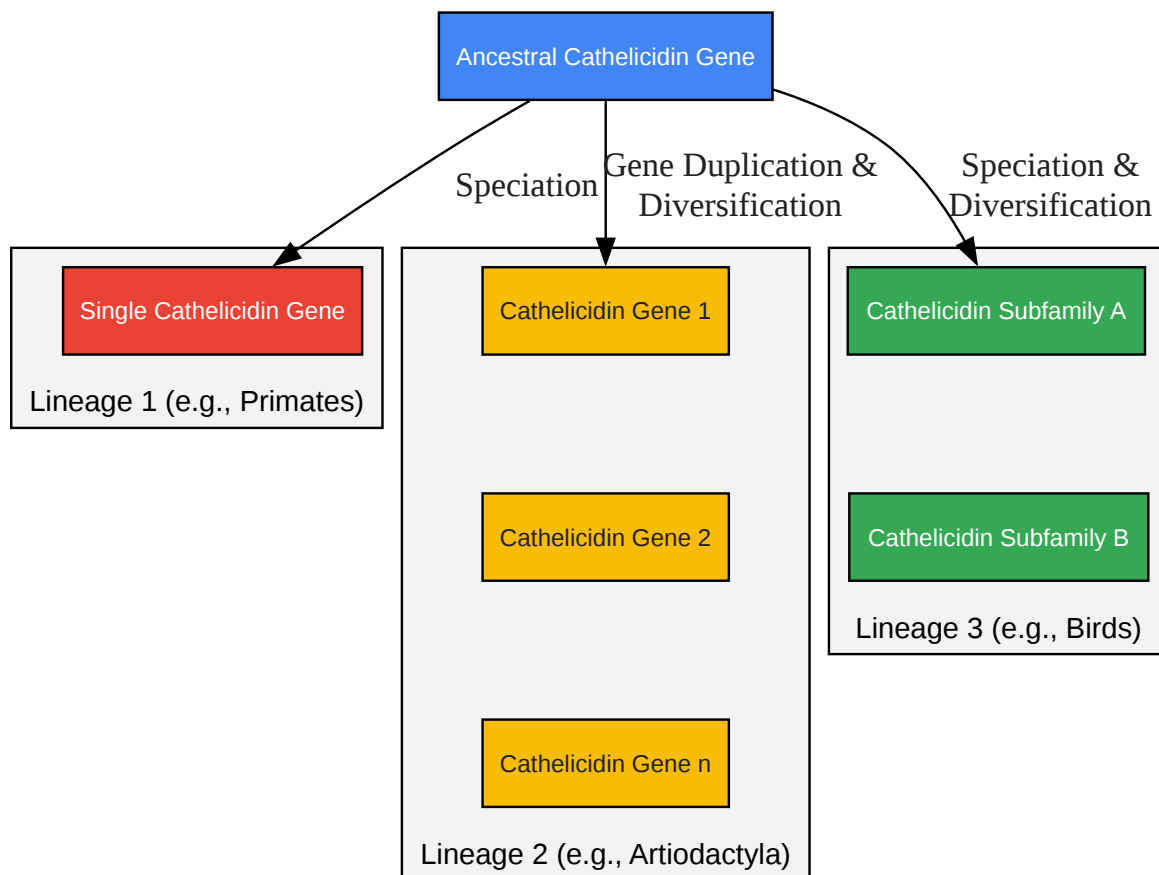 Ancestral Cathelicidin Gene
Speciation
Gene Duplication &
Diversification
Speciation &
Diversification
Single Cathelicidin Gene
Lineage 1 (e.g., Primates)
Cathelicidin Gene 1
Cathelicidin Gene 2
Cathelicidin Gene n
Lineage 2 (e.g., Artiodactyla)
Cathelicidin Subfamily A
Cathelicidin Subfamily B
Lineage 3 (e.g., Birds)